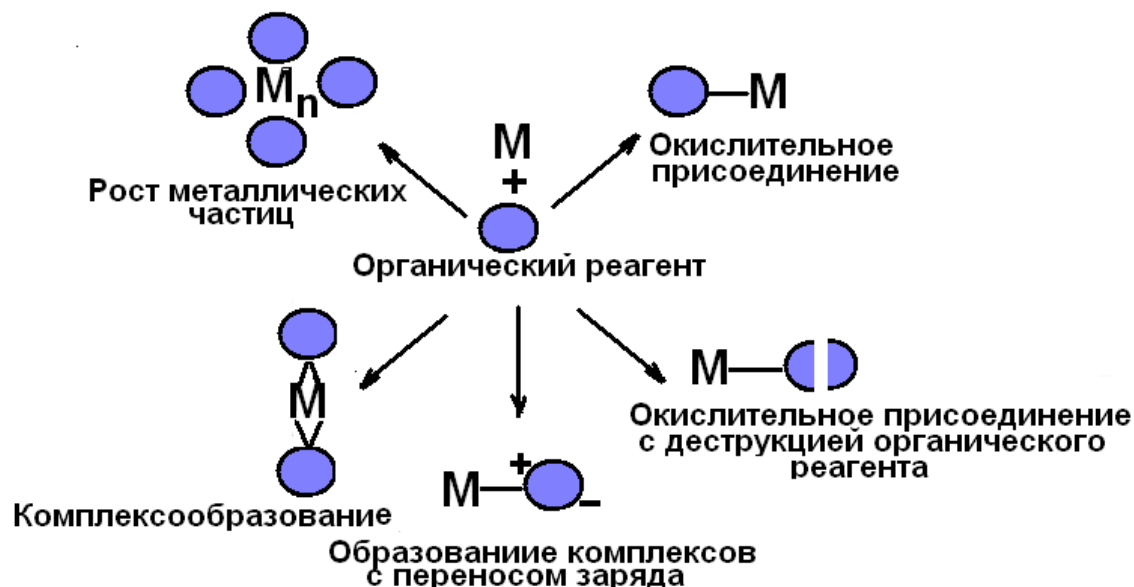 Mn
Рост металлических
частиц
M
Окислительное
присоединение
M
+
Органический реагент
M
Комплексообразование
M + –
Образованиие комплексов
с переносом заряда
M
Окислительное присоединение
с деструкцией органического
реагента